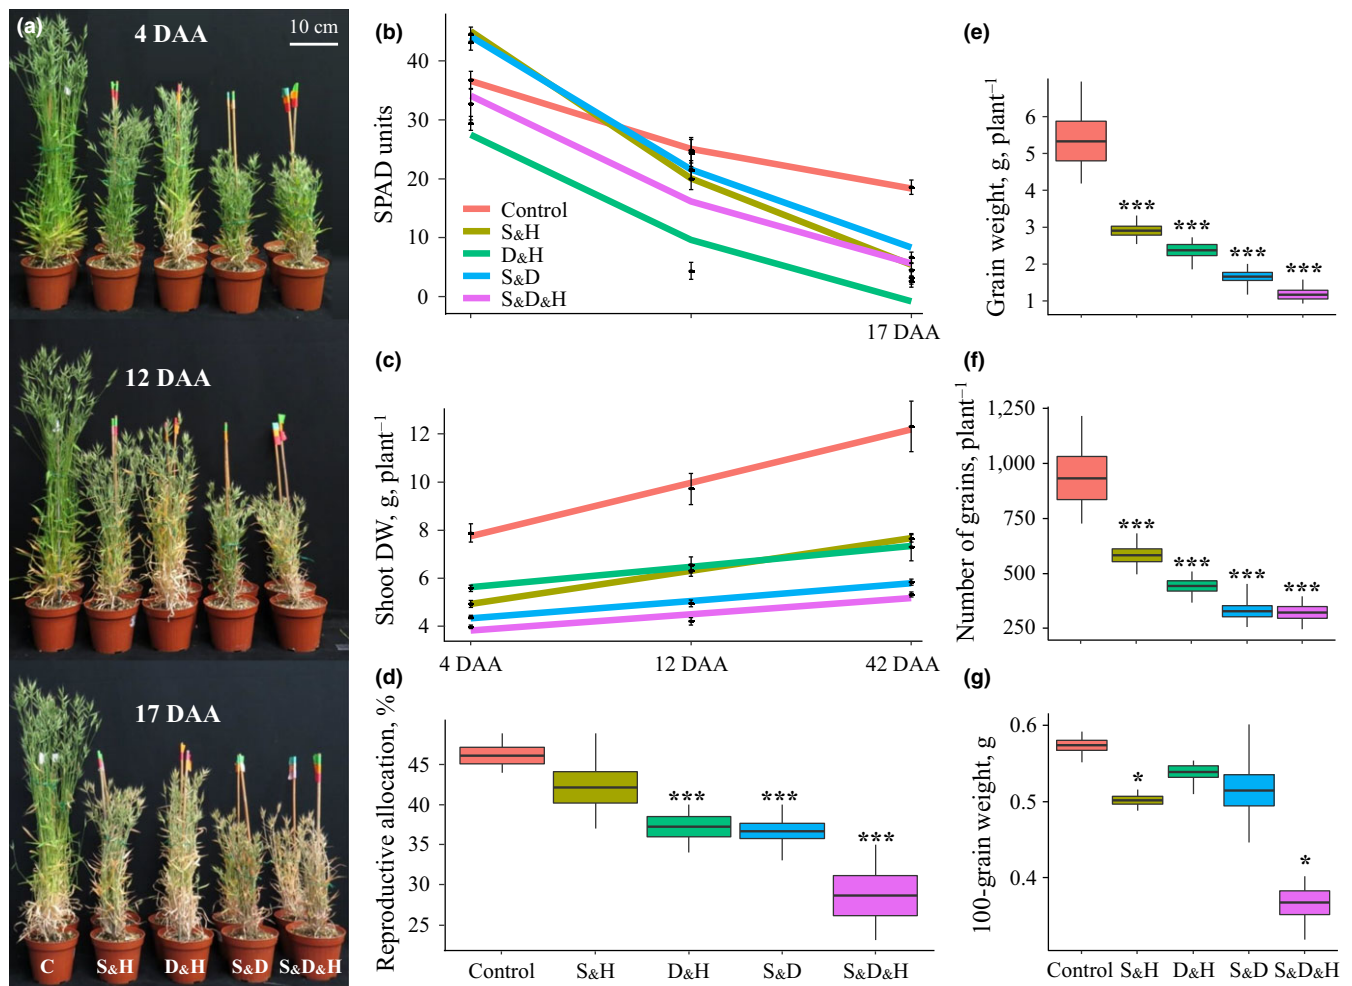 (a)
4 DAA
10 cm
12 DAA
17 DAA
C
S&H
D&H
S&D
S&D&H
(b)
SPAD units
40
30
20
10
0
Control
S&H
D&H
S&D
S&D&H
17 DAA
(c)
Shoot DW, g, plant⁻¹
12
10
8
6
4
4 DAA
12 DAA
42 DAA
(d)
Reproductive allocation, %
45
40
35
30
25
***
***
***
Control
S&H
D&H
S&D
S&D&H
(e)
Grain weight, g, plant⁻¹
6
5
4
3
2
1
***
***
***
***
(f)
Number of grains, plant⁻¹
1,250
1,000
750
500
250
***
***
***
***
(g)
100-grain weight, g
0.6
0.5
0.4
*
*
Control
S&H
D&H
S&D
S&D&H